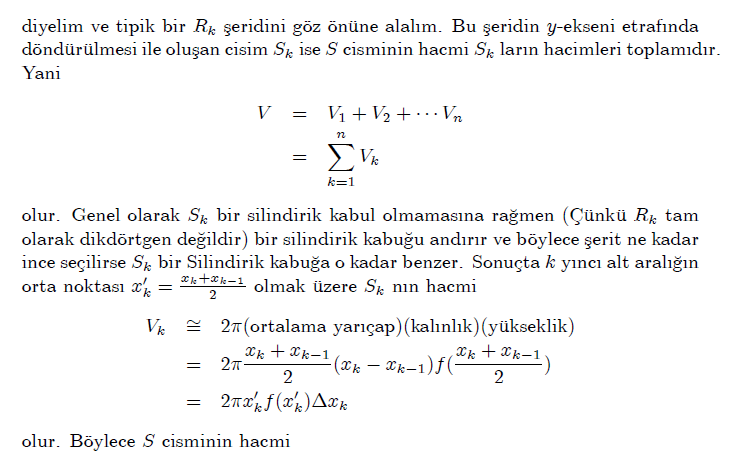 diyelim ve tipik bir R_k şeridini göz önüne alalım. Bu şeridin y-ekseni etrafında
döndürülmesi ile oluşan cisim S_k ise S cisminin hacmi S_k ların hacimleri toplamıdır.
Yani
V = V_1 + V_2 + ⋯ V_n
= \sum_{k=1}^{n} V_k
olur. Genel olarak S_k bir silindirik kabul olmamasına rağmen (Çünkü R_k tam
olarak dikdörtgen değildir) bir silindirik kabuğu andırır ve böylece şerit ne kadar
ince seçilirse S_k bir Silindirik kabuğa o kadar benzer. Sonuçta k yıncı alt aralığın
orta noktası x'_k = \frac{x_k+x_{k-1}}{2} olmak üzere S_k nın hacmi
V_k ≅ 2π(ortalama yarıçap)(kalınlık)(yükseklik)
= 2π\frac{x_k + x_{k-1}}{2}(x_k − x_{k-1})f(\frac{x_k + x_{k-1}}{2})
= 2πx'_k f(x'_k)Δx_k
olur. Böylece S cisminin hacmi